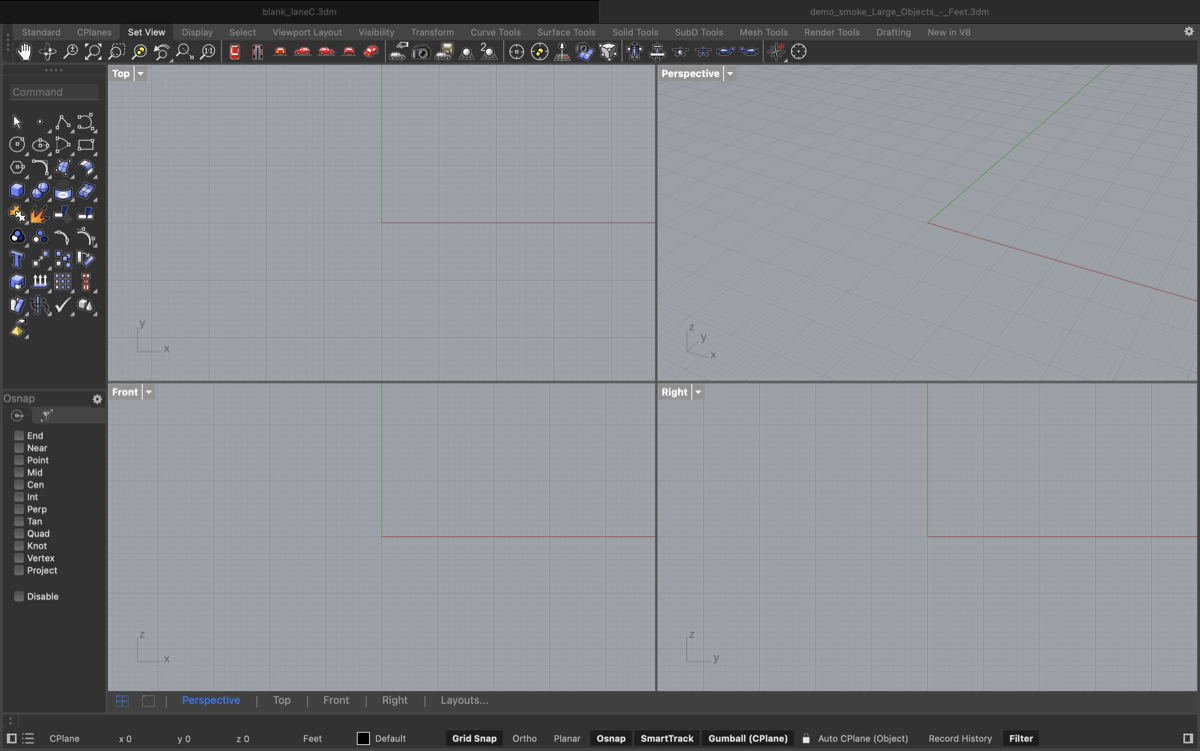 blank_laneC.3dm
demo_smoke_Large_Objects_-_Feet.3dm
Standard CPlanes Set View Display Select Viewport Layout Visibility Transform Curve Tools Surface Tools Solid Tools SubD Tools Mesh Tools Render Tools Drafting New in V8
Command
Top
y
x
Perspective
z
y
x
Osnap
End
Near
Point
Mid
Cen
Int
Perp
Tan
Quad
Knot
Vertex
Project
Disable
Front
z
x
Right
z
y
Perspective Top Front Right Layouts...
CPlane x 0 y 0 z 0 Feet Default Grid Snap Ortho Planar Osnap SmartTrack Gumball (CPlane) Auto CPlane (Object) Record History Filter